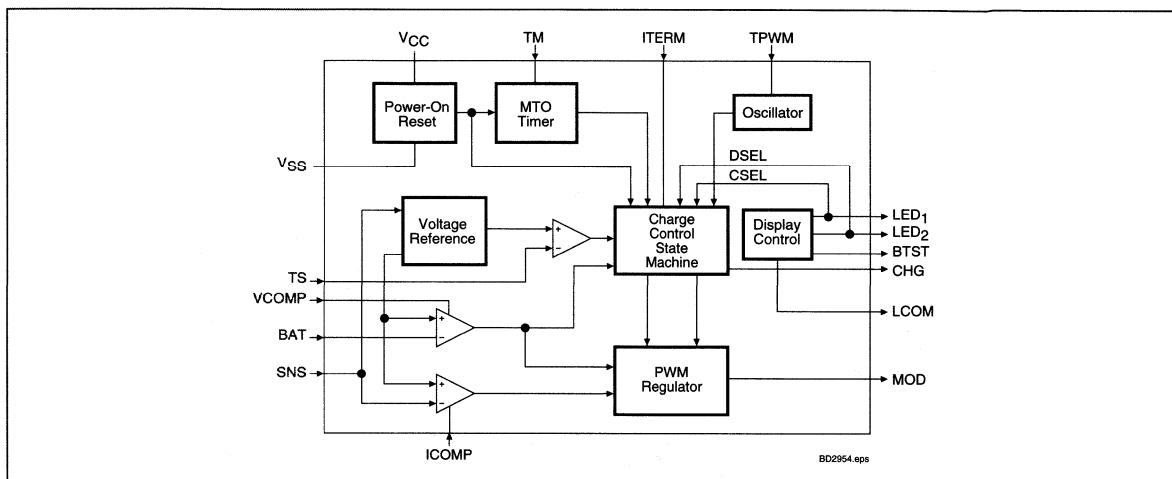 VCC
TM
ITERM
TPWM
Power-On
Reset
MTO
Timer
Oscillator
VSS
DSEL
CSEL
Voltage
Reference
+
−
Charge
Control
State
Machine
Display
Control
LED1
LED2
BTST
CHG
TS
VCOMP
LCOM
BAT
+
−
SNS
+
−
PWM
Regulator
MOD
ICOMP
BD2954.eps